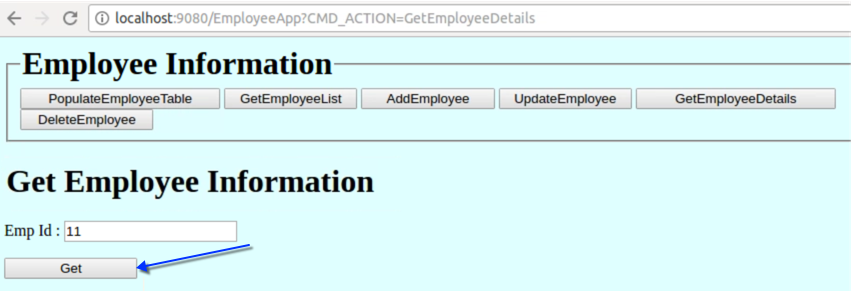 localhost:9080/EmployeeApp?CMD_ACTION=GetEmployeeDetails
Employee Information
PopulateEmployeeTable GetEmployeeList AddEmployee UpdateEmployee GetEmployeeDetails
DeleteEmployee
Get Employee Information
Emp Id : 11
Get